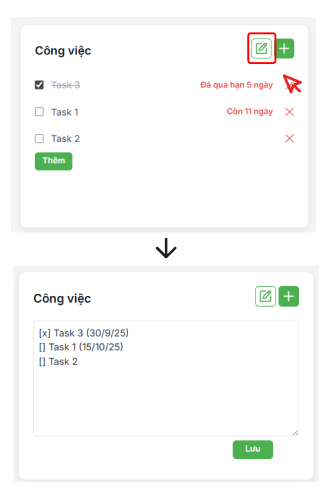 Công việc
Task 3 Đã quá hạn 5 ngày
Task 1 Còn 11 ngày
Task 2
Thêm
Công việc
[x] Task 3 (30/9/25)
[] Task 1 (15/10/25)
[] Task 2
Lưu